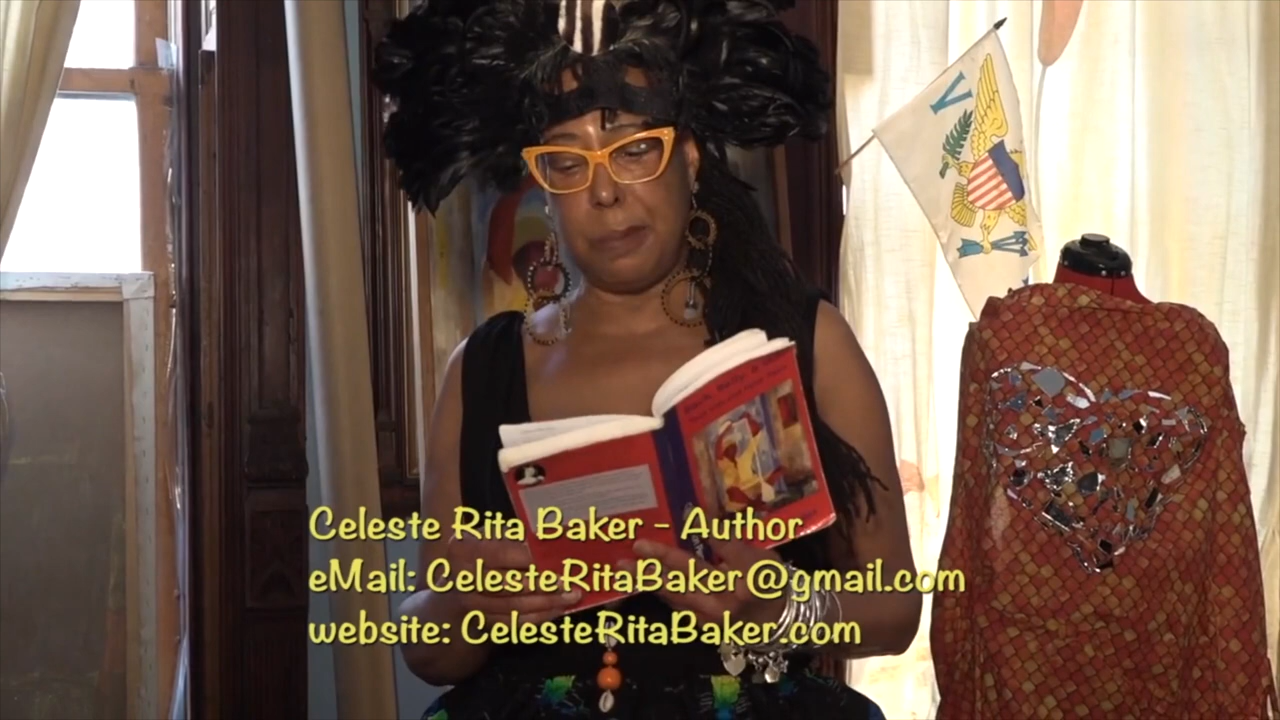 V
Celeste Rita Baker - Author
eMail: CelesteRitaBaker@gmail.com
website: CelesteRitaBaker.com